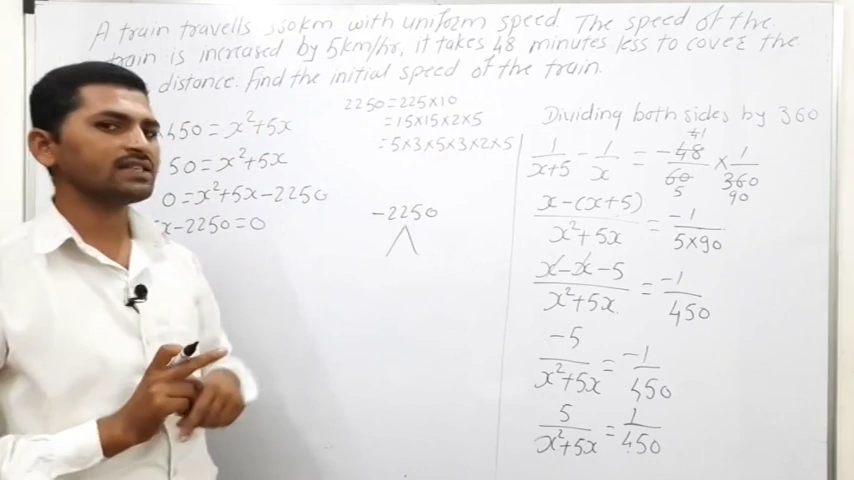 A train travells 360km with uniform speed. The speed of the
train is increased by 5km/hr, it takes 48 minutes less to cover the
distance. Find the initial speed of the train.
450 = x²+5x
50 = x²+5x
0 = x²+5x-2250
x-2250 = 0
2250 = 225×10
= 15×15×2×5
= 5×3×5×3×2×5
-2250
Dividing both sides by 360
1/(x+5) - 1/x = -48/60 × 1/360
4 1
5 90
(x-(x+5))/(x²+5x) = -1/(5×90)
(x-x-5)/(x²+5x) = -1/450
-5/(x²+5x) = -1/450
5/(x²+5x) = 1/450